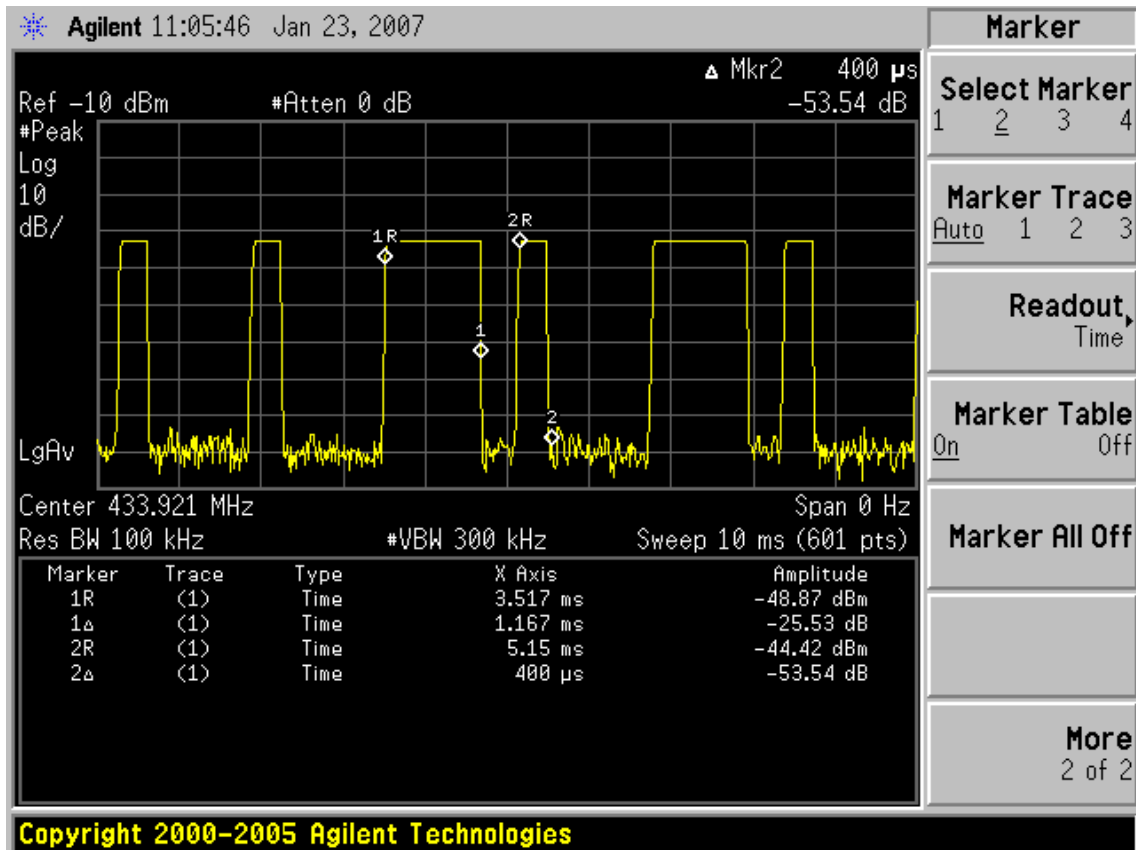 Agilent 11:05:46 Jan 23, 2007
Marker
Δ Mkr2 400 µs
Ref -10 dBm #Atten 0 dB -53.54 dB
#Peak
Log
10
dB/
1R
2R
1
2
LgAv
Center 433.921 MHz Span 0 Hz
Res BW 100 kHz #VBW 300 kHz Sweep 10 ms (601 pts)
Marker Trace Type X Axis Amplitude
1R (1) Time 3.517 ms -48.87 dBm
1Δ (1) Time 1.167 ms -25.53 dB
2R (1) Time 5.15 ms -44.42 dBm
2Δ (1) Time 400 µs -53.54 dB
Select Marker
1 2 3 4
Marker Trace
Auto 1 2 3
Readout
Time
Marker Table
On Off
Marker All Off
More
2 of 2
Copyright 2000-2005 Agilent Technologies